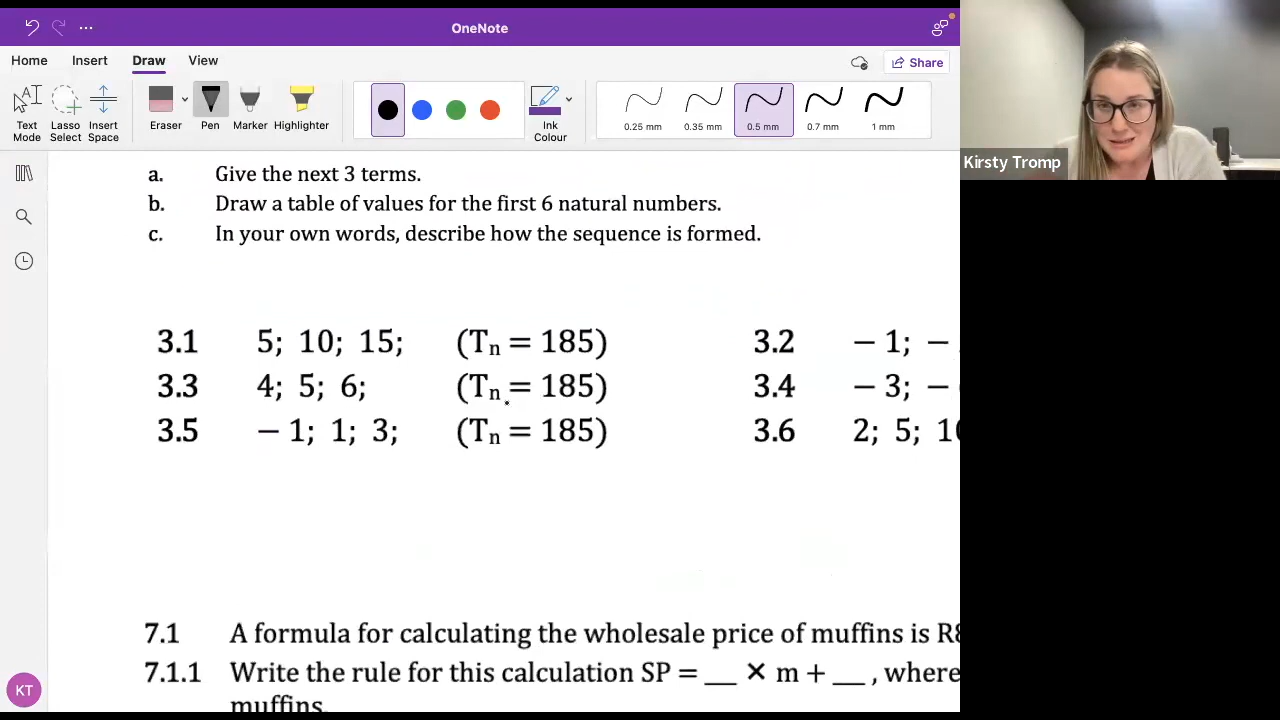 OneNote
Home Insert Draw View
Share
Text Mode
Lasso Select
Insert Space
Eraser
Pen
Marker
Highlighter
Ink Colour
0.25 mm
0.35 mm
0.5 mm
0.7 mm
1 mm
Kirsty Tromp
a. Give the next 3 terms.
b. Draw a table of values for the first 6 natural numbers.
c. In your own words, describe how the sequence is formed.
3.1 5; 10; 15; (Tn = 185) 3.2 − 1; −
3.3 4; 5; 6; (Tn = 185) 3.4 − 3; −
3.5 − 1; 1; 3; (Tn = 185) 3.6 2; 5; 10
7.1 A formula for calculating the wholesale price of muffins is R8
7.1.1 Write the rule for this calculation SP = __ × m + __ , where
muffins.
KT